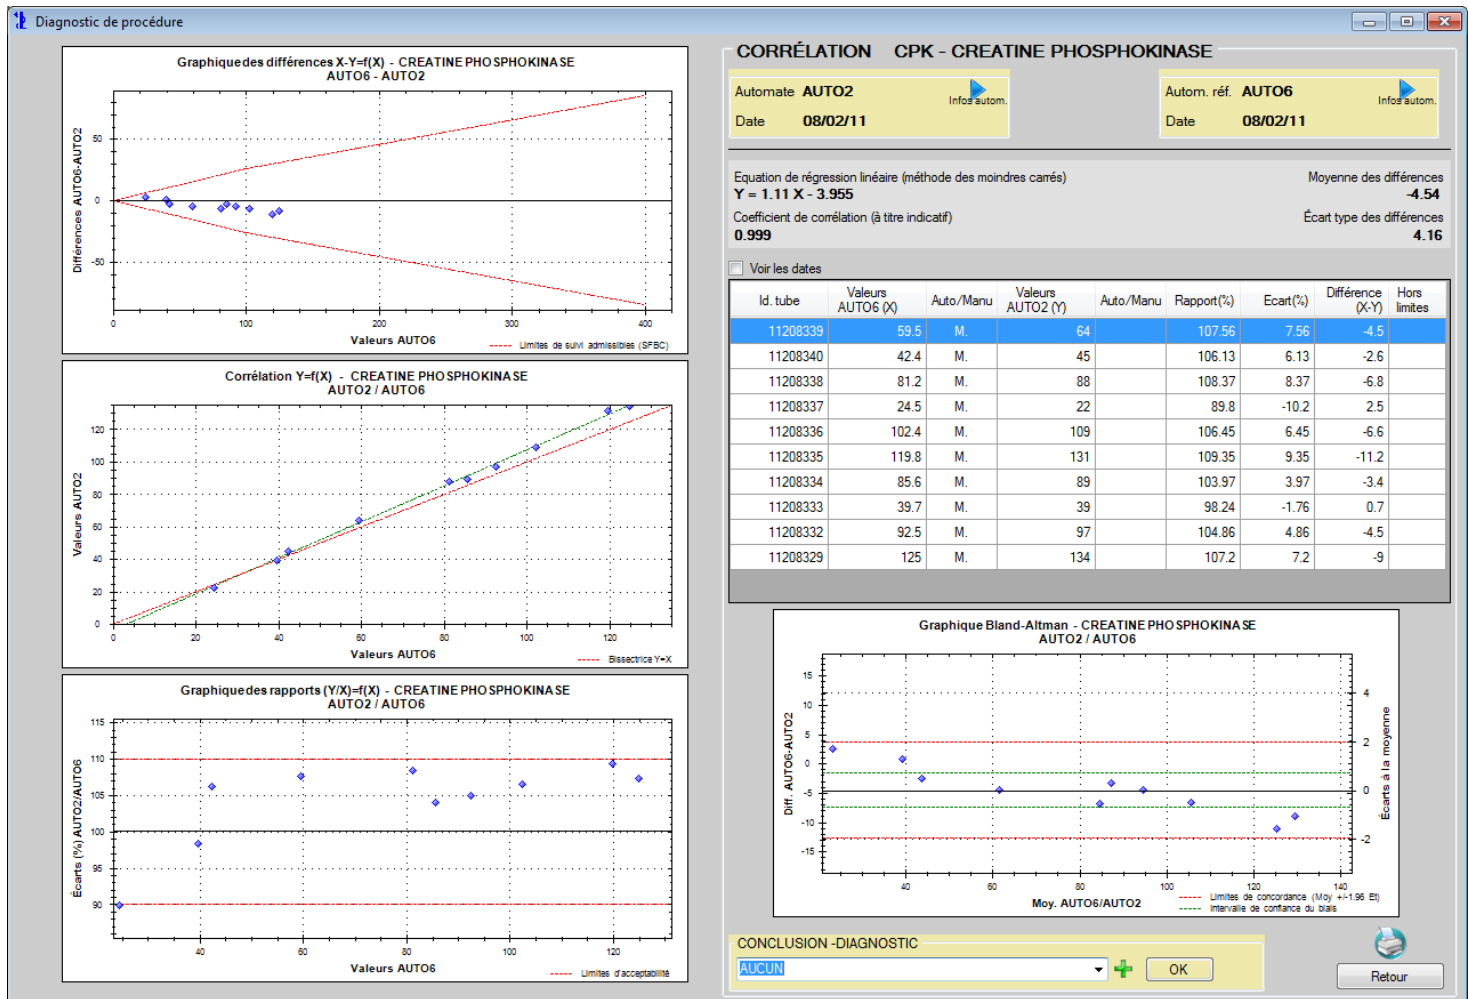 Diagnostic de procédure
Graphique des différences X-Y=f(X) - CREATINE PHOSPHOKINASE
AUTO6 - AUTO2
Différences AUTO6-AUTO2
50
0
-50
0 100 200 300 400
Valeurs AUTO6
Limites de suivi admissibles (SFBC)
Corrélation Y=f(X) - CREATINE PHOSPHOKINASE
AUTO2 / AUTO6
Valeurs AUTO2
120
100
80
60
40
20
0
0 20 40 60 80 100 120
Valeurs AUTO6
Bissectrice Y=X
Graphique des rapports (Y/X)=f(X) - CREATINE PHOSPHOKINASE
AUTO2 / AUTO6
Écarts (%) AUTO2/AUTO6
115
110
105
100
95
90
40 60 80 100 120
Valeurs AUTO6
Limites d'acceptabilité
CORRÉLATION CPK - CREATINE PHOSPHOKINASE
Automate AUTO2
Infos autom.
Date 08/02/11
Autom. réf. AUTO6
Infos autom.
Date 08/02/11
Equation de régression linéaire (méthode des moindres carrés)
Y = 1.11 X - 3.955
Moyenne des différences
-4.54
Coefficient de corrélation (à titre indicatif)
0.999
Écart type des différences
4.16
Voir les dates
Id. tube Valeurs AUTO6 (X) Auto/Manu Valeurs AUTO2 (Y) Auto/Manu Rapport(%) Ecart(%) Différence (X-Y) Hors limites
11208339 59.5 M. 64 107.56 7.56 -4.5
11208340 42.4 M. 45 106.13 6.13 -2.6
11208338 81.2 M. 88 108.37 8.37 -6.8
11208337 24.5 M. 22 89.8 -10.2 2.5
11208336 102.4 M. 109 106.45 6.45 -6.6
11208335 119.8 M. 131 109.35 9.35 -11.2
11208334 85.6 M. 89 103.97 3.97 -3.4
11208333 39.7 M. 39 98.24 -1.76 0.7
11208332 92.5 M. 97 104.86 4.86 -4.5
11208329 125 M. 134 107.2 7.2 -9
Graphique Bland-Altman - CREATINE PHOSPHOKINASE
AUTO2 / AUTO6
Diff. AUTO6-AUTO2
15
10
5
0
-5
-10
-15
4
2
0
-2
Écarts à la moyenne
40 60 80 100 120 140
Moy. AUTO6/AUTO2
Limites de concordance (Moy +/-1.96 Et)
Intervalle de confiance du biais
CONCLUSION -DIAGNOSTIC
AUCUN
OK
Retour